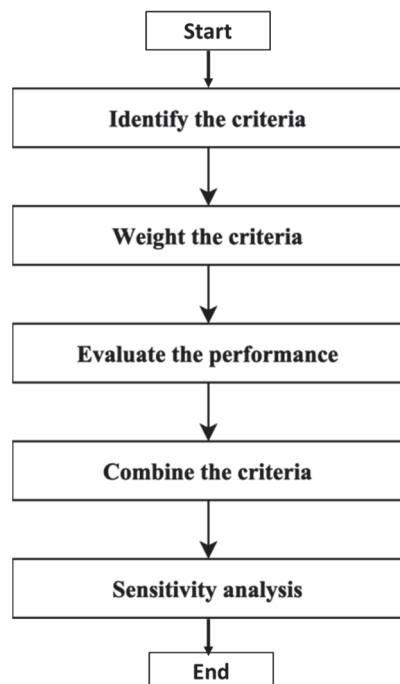 Start
Identify the criteria
Weight the criteria
Evaluate the performance
Combine the criteria
Sensitivity analysis
End